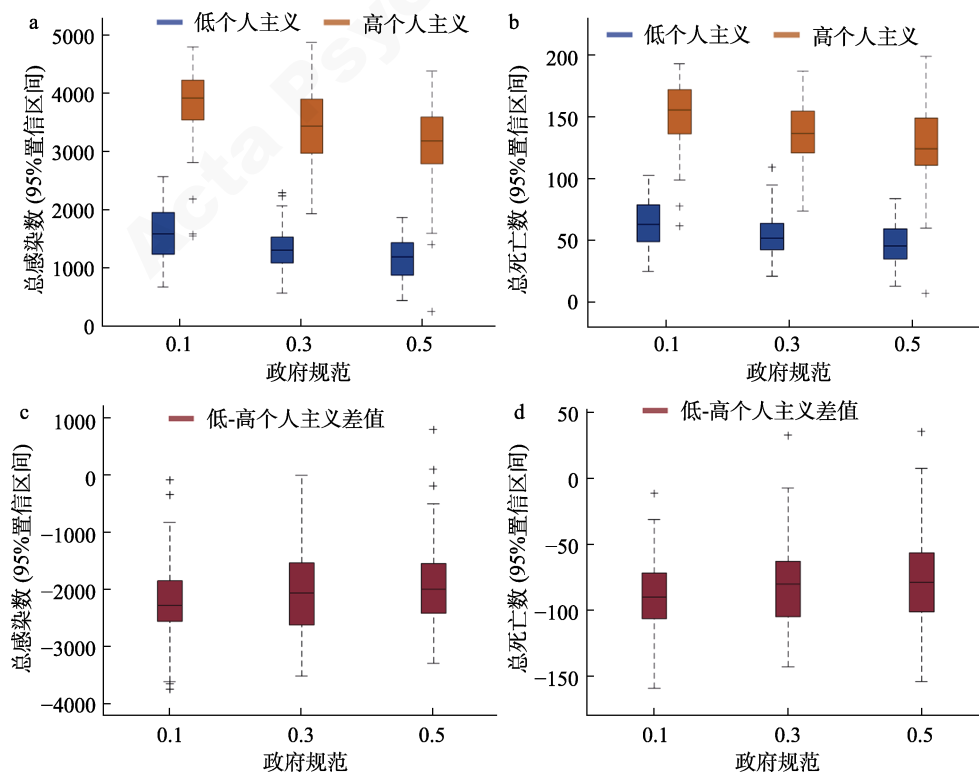 a
低个人主义 高个人主义
总感染数 (95%置信区间)
5000
4000
3000
2000
1000
0
0.1 0.3 0.5
政府规范
b
低个人主义 高个人主义
总死亡数 (95%置信区间)
200
150
100
50
0
0.1 0.3 0.5
政府规范
c
低-高个人主义差值
总感染数 (95%置信区间)
1000
0
−1000
−2000
−3000
−4000
0.1 0.3 0.5
政府规范
d
低-高个人主义差值
总死亡数 (95%置信区间)
50
0
−50
−100
−150
0.1 0.3 0.5
政府规范
Acta Psy